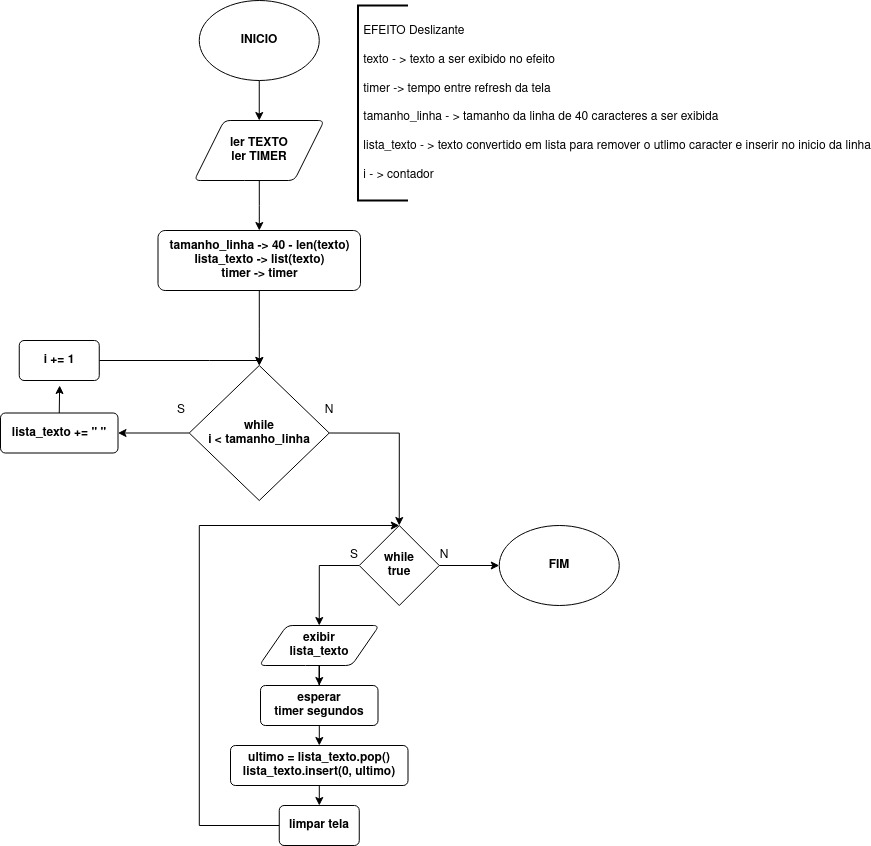 INICIO
EFEITO Deslizante
texto - > texto a ser exibido no efeito
timer -> tempo entre refresh da tela
tamanho_linha - > tamanho da linha de 40 caracteres a ser exibida
lista_texto - > texto convertido em lista para remover o utlimo caracter e inserir no inicio da linha
i - > contador
ler TEXTO
ler TIMER
tamanho_linha -> 40 - len(texto)
lista_texto -> list(texto)
timer -> timer
i += 1
S
N
lista_texto += " "
while
i < tamanho_linha
S
N
while
true
FIM
exibir
lista_texto
esperar
timer segundos
ultimo = lista_texto.pop()
lista_texto.insert(0, ultimo)
limpar tela